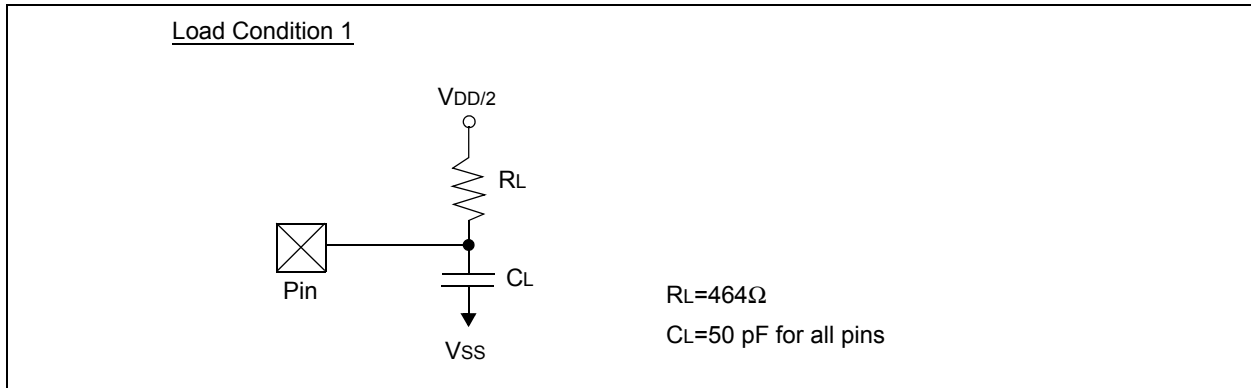 Load Condition 1
VDD/2
RL
Pin
CL
VSS
RL=464Ω
CL=50 pF for all pins